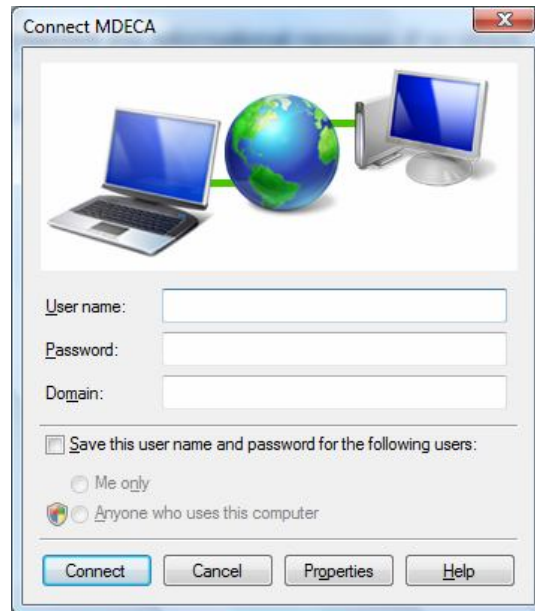 Connect MDECA
User name:
Password:
Domain:
Save this user name and password for the following users:
Me only
Anyone who uses this computer
Connect Cancel Properties Help